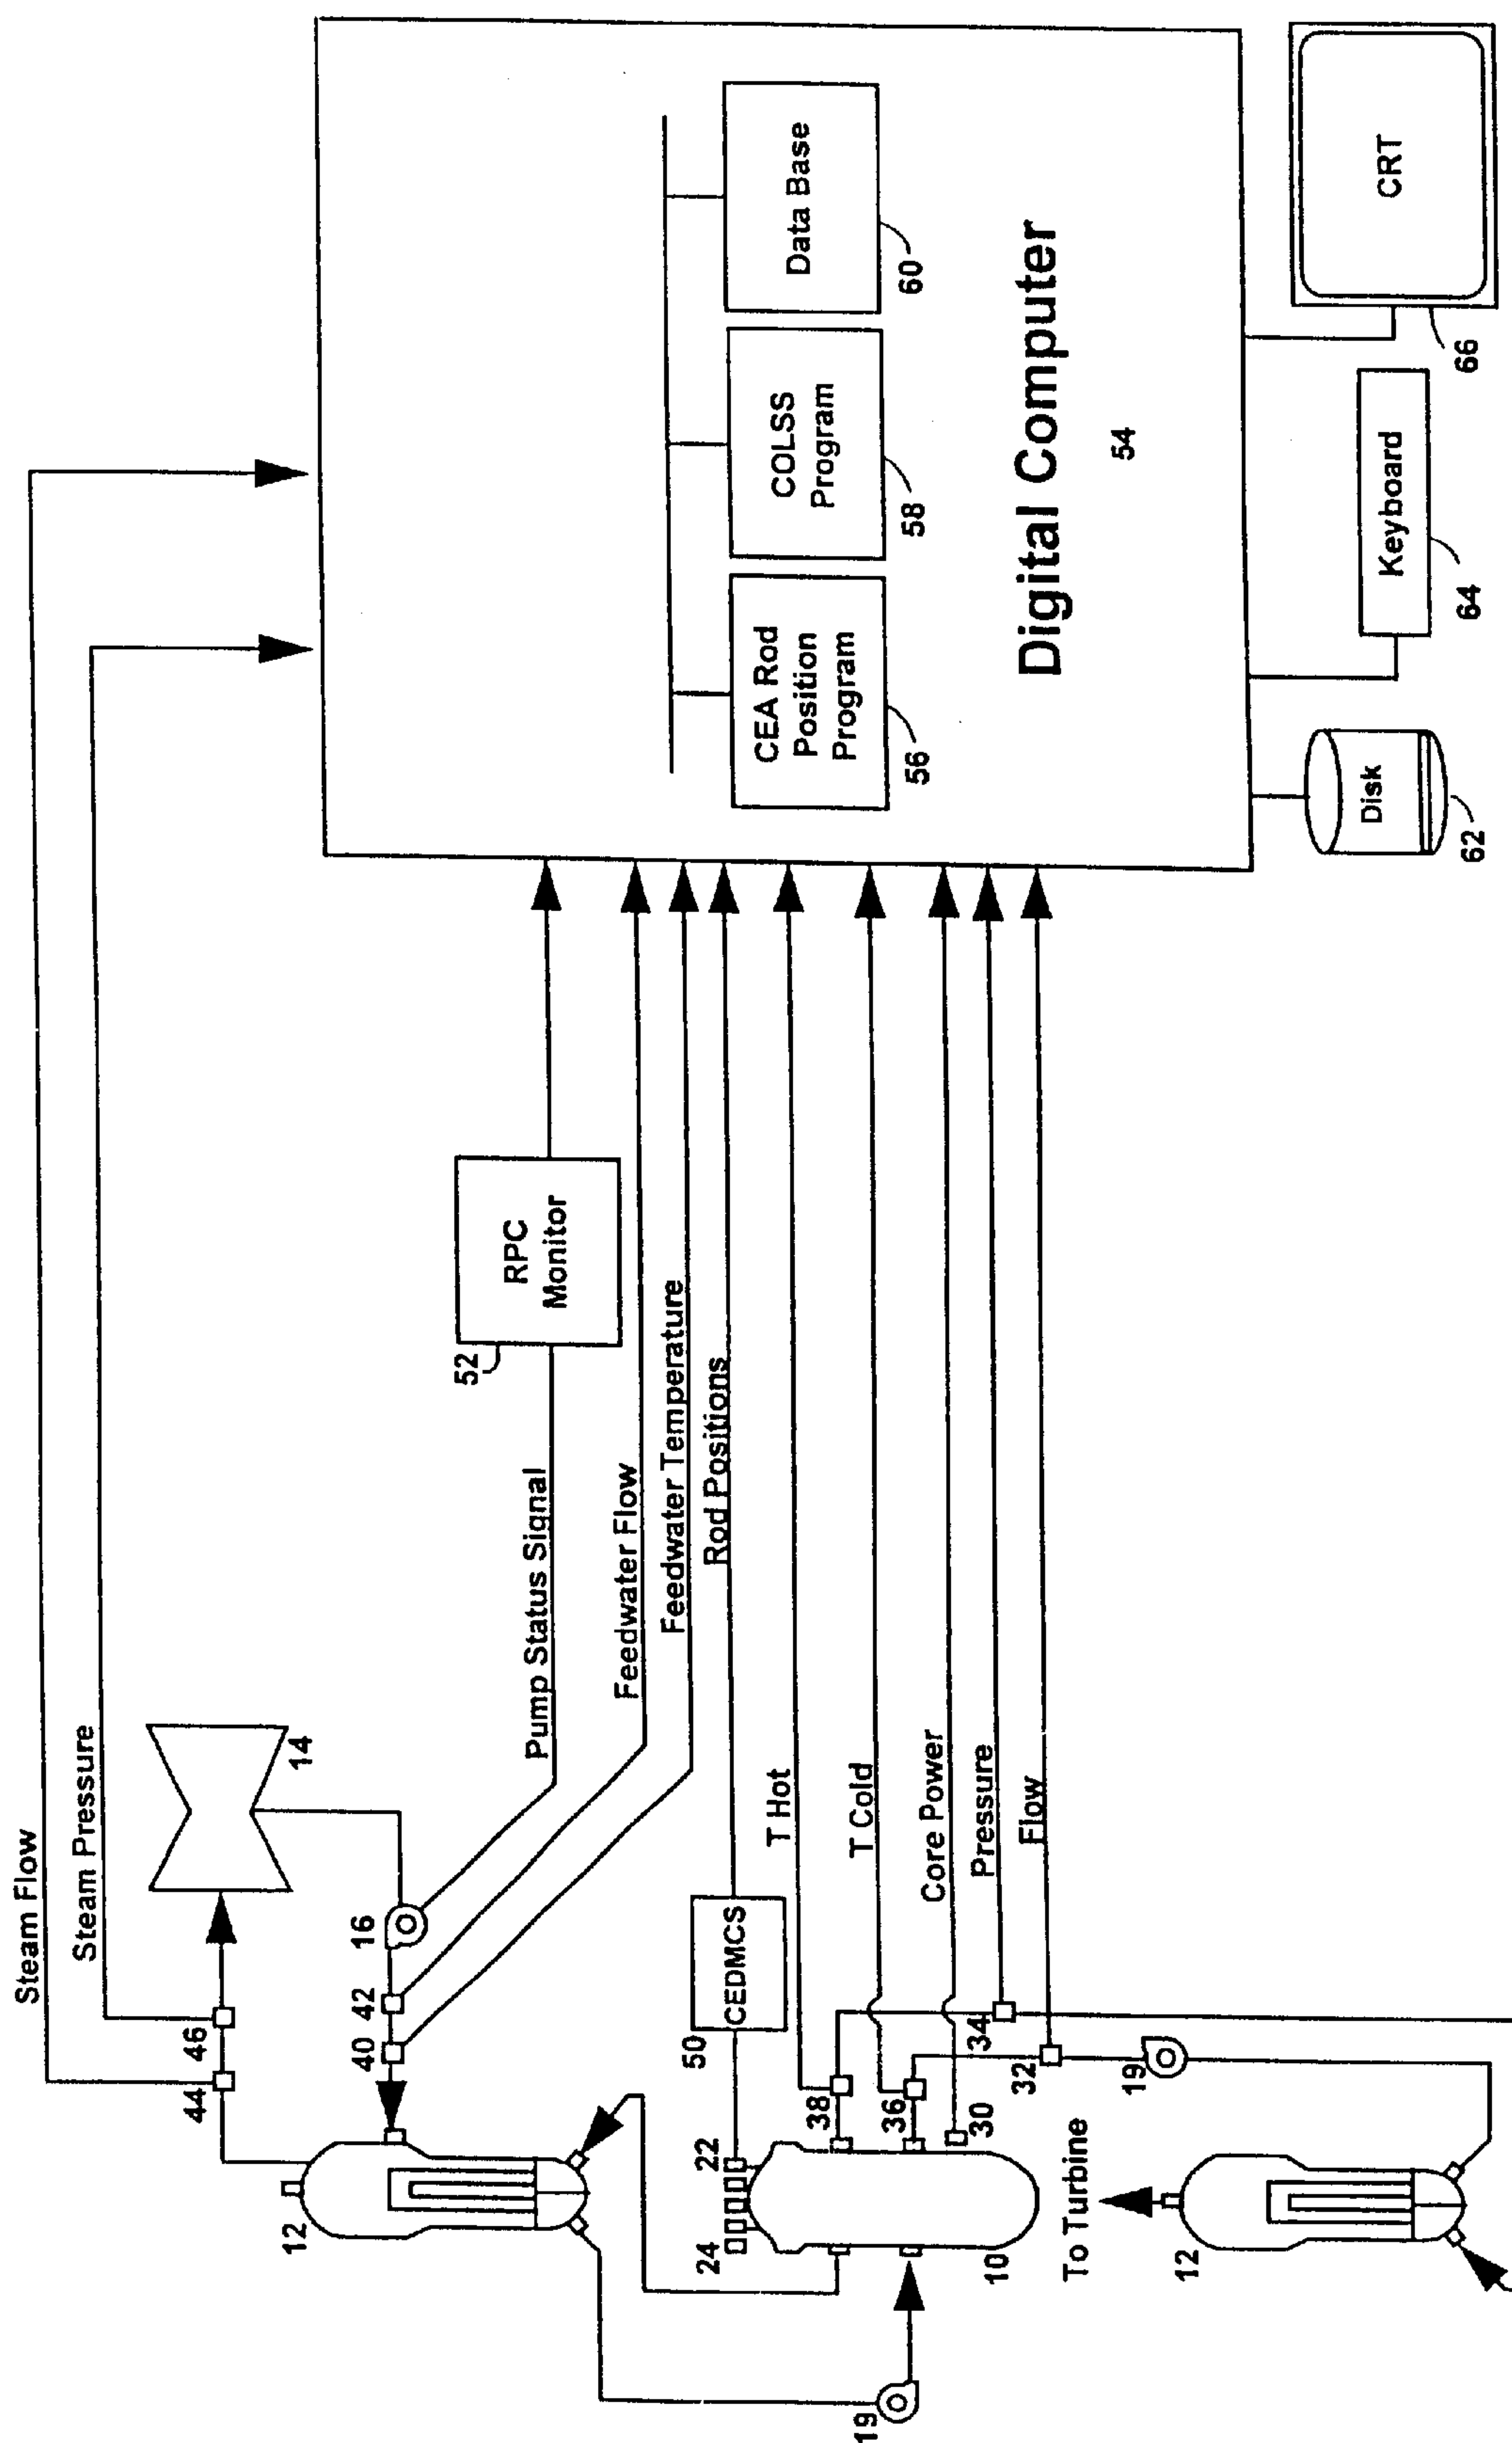 Steam Flow
Steam Pressure
44
46
12
40
42
16
14
Pump Status Signal
52
RPC
Monitor
Feedwater Flow
Feedwater Temperature
Rod Positions
24
22
50
CEDMCS
T Hot
38
T Cold
36
Core Power
30
Pressure
34
Flow
32
19
10
19
To Turbine
12
CEA Rod
Position
Program
56
COLSS
Program
58
Data Base
60
Digital Computer
54
Disk
62
Keyboard
64
CRT
66